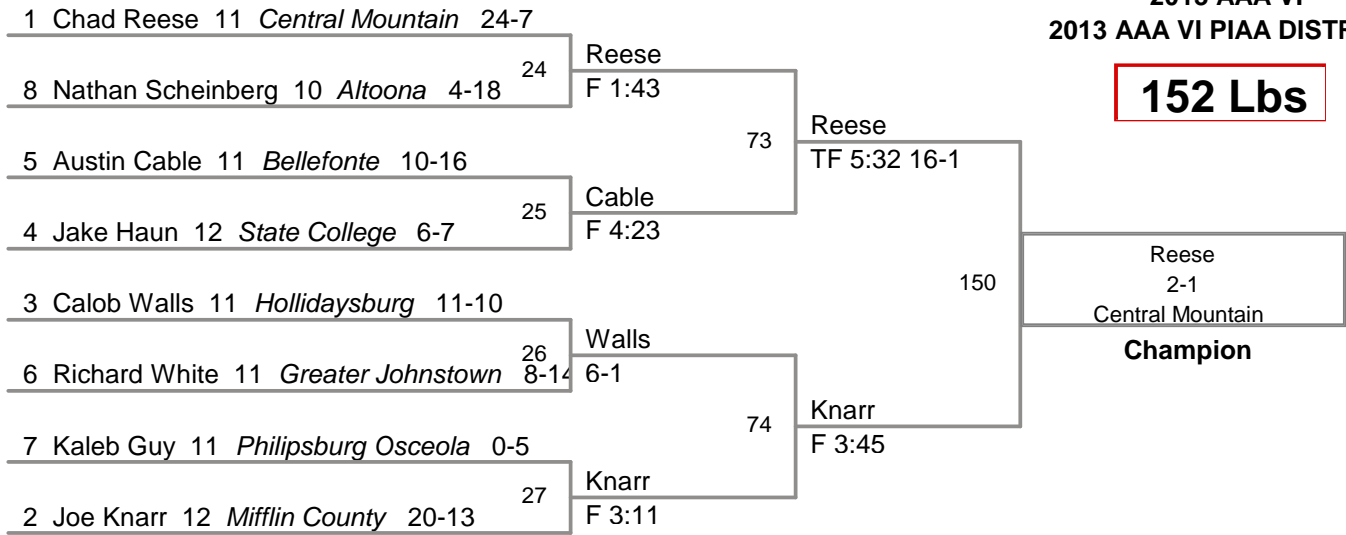 2013 AAA VI
2013 AAA VI PIAA DISTR
152 Lbs
1 Chad Reese 11 Central Mountain 24-7
24
Reese
F 1:43
8 Nathan Scheinberg 10 Altoona 4-18
73
Reese
TF 5:32 16-1
5 Austin Cable 11 Bellefonte 10-16
25
Cable
F 4:23
4 Jake Haun 12 State College 6-7
150
Reese
2-1
Central Mountain
Champion
3 Calob Walls 11 Hollidaysburg 11-10
26
Walls
6-1
6 Richard White 11 Greater Johnstown 8-14
74
Knarr
F 3:45
7 Kaleb Guy 11 Philipsburg Osceola 0-5
27
Knarr
F 3:11
2 Joe Knarr 12 Mifflin County 20-13